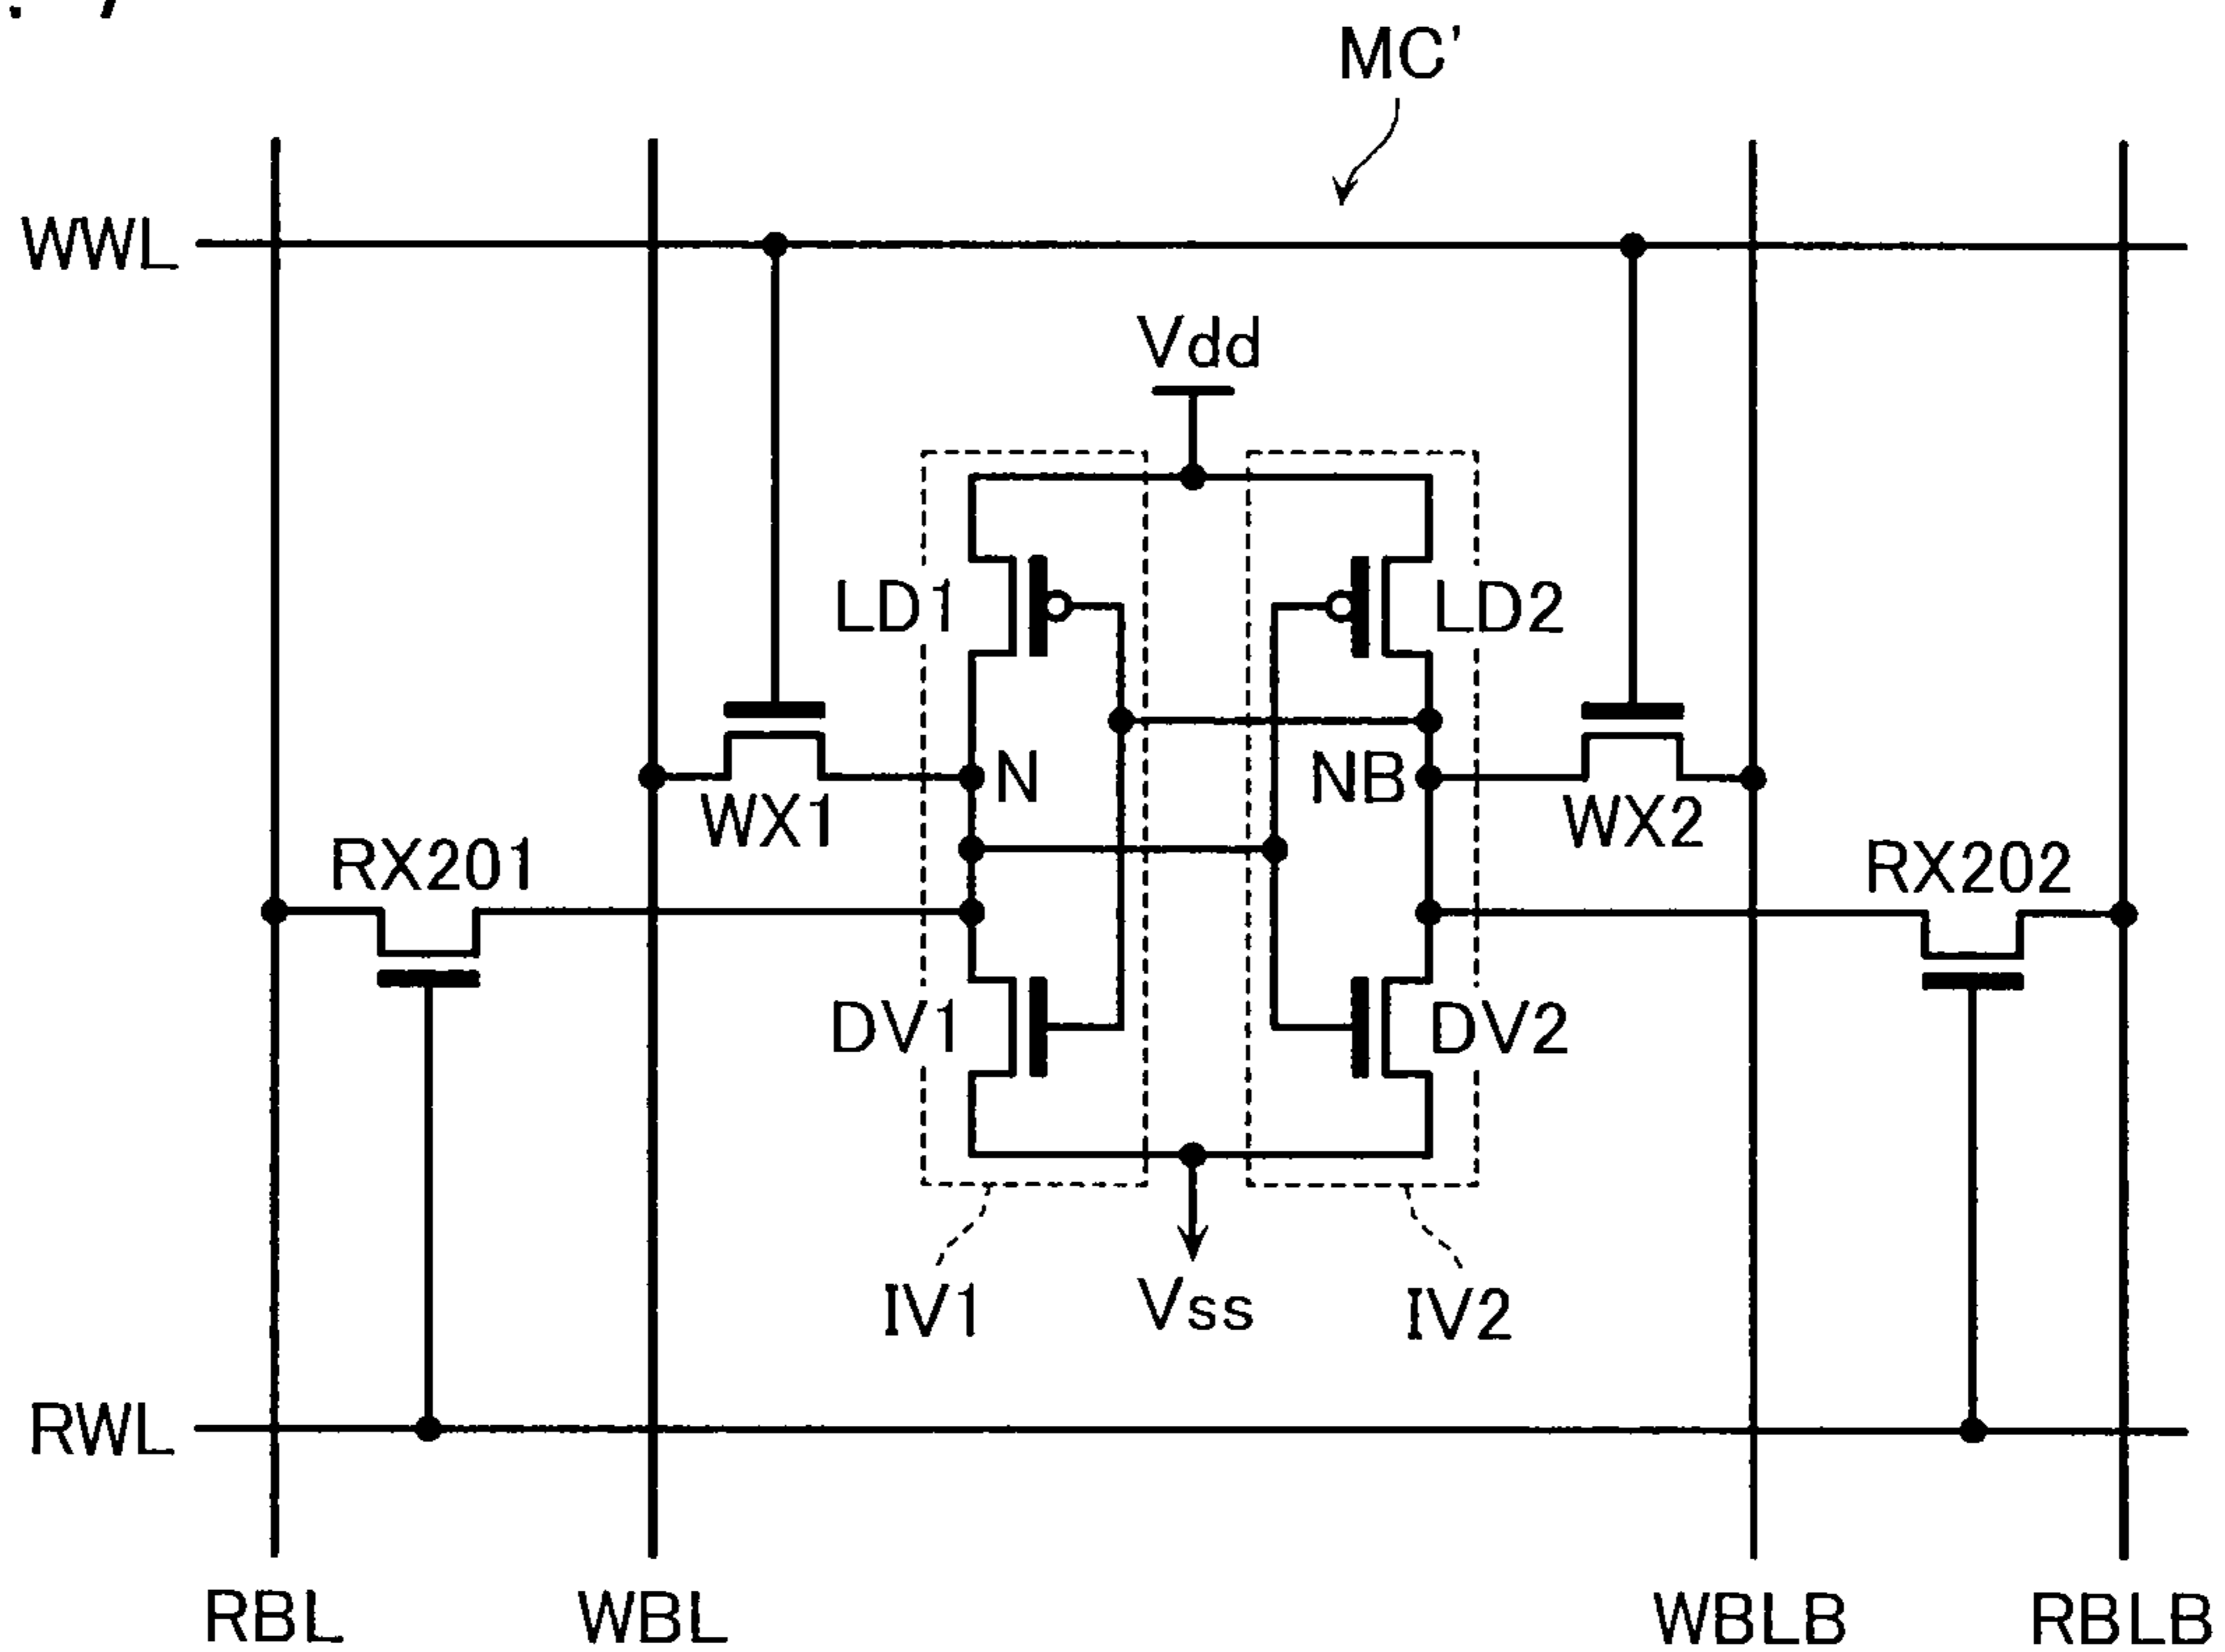 MC'
WWL
Vdd
LD1 LD2
N NB
WX1 WX2
RX201 RX202
DV1 DV2
IV1 Vss IV2
RWL
RBL WBL WBLB RBLB